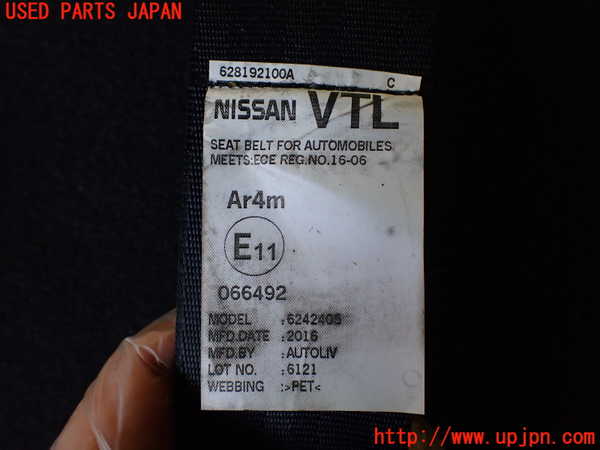 USED PARTS JAPAN
628192100A C
NISSAN VTL
SEAT BELT FOR AUTOMOBILES
MEETS:ECE REG.NO.16-06
Ar4m
E11
066492
MODEL :6242405
MFD.DATE :2016
MFD.BY :AUTOLIV
LOT NO. :6121
WEBBING :>PET<
http://www.upjpn.com